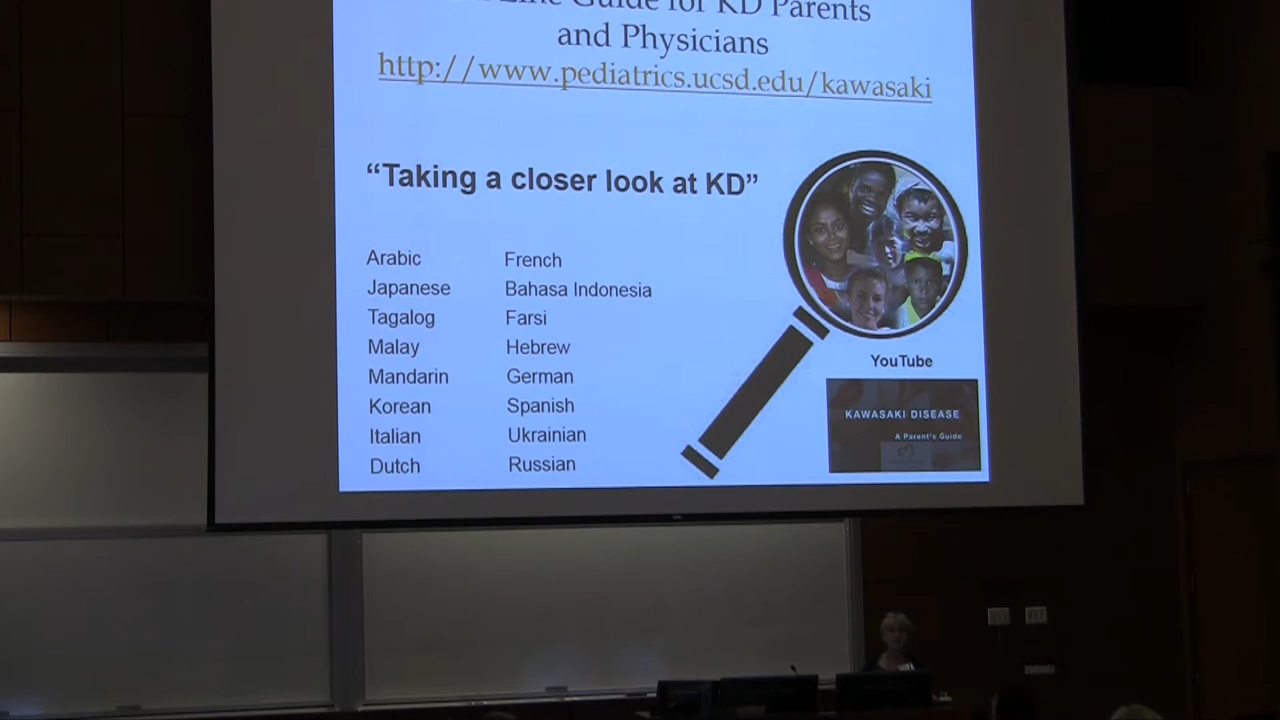 Line Guide for KD Parents
and Physicians
http://www.pediatrics.ucsd.edu/kawasaki
“Taking a closer look at KD”
Arabic
Japanese
Tagalog
Malay
Mandarin
Korean
Italian
Dutch
French
Bahasa Indonesia
Farsi
Hebrew
German
Spanish
Ukrainian
Russian
YouTube
KAWASAKI DISEASE
A Parent's Guide